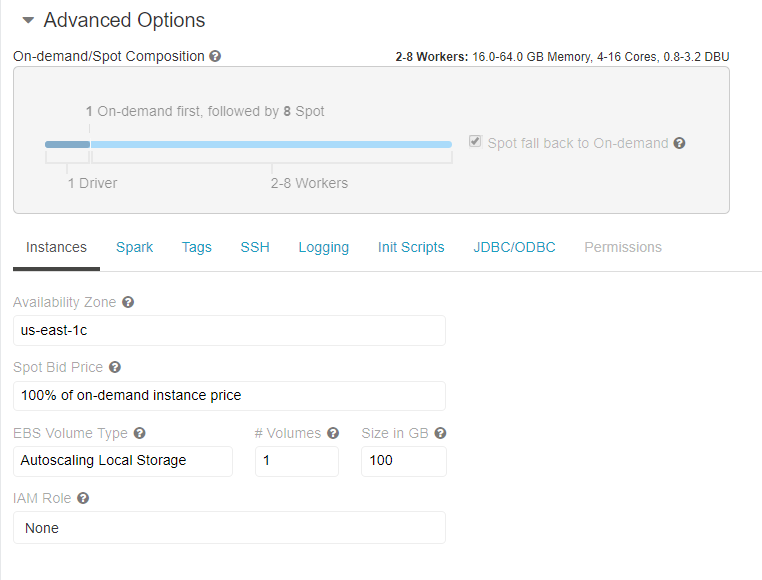 Advanced Options
On-demand/Spot Composition
2-8 Workers: 16.0-64.0 GB Memory, 4-16 Cores, 0.8-3.2 DBU
1 On-demand first, followed by 8 Spot
Spot fall back to On-demand
1 Driver 2-8 Workers
Instances Spark Tags SSH Logging Init Scripts JDBC/ODBC Permissions
Availability Zone
us-east-1c
Spot Bid Price
100% of on-demand instance price
EBS Volume Type # Volumes Size in GB
Autoscaling Local Storage 1 100
IAM Role
None